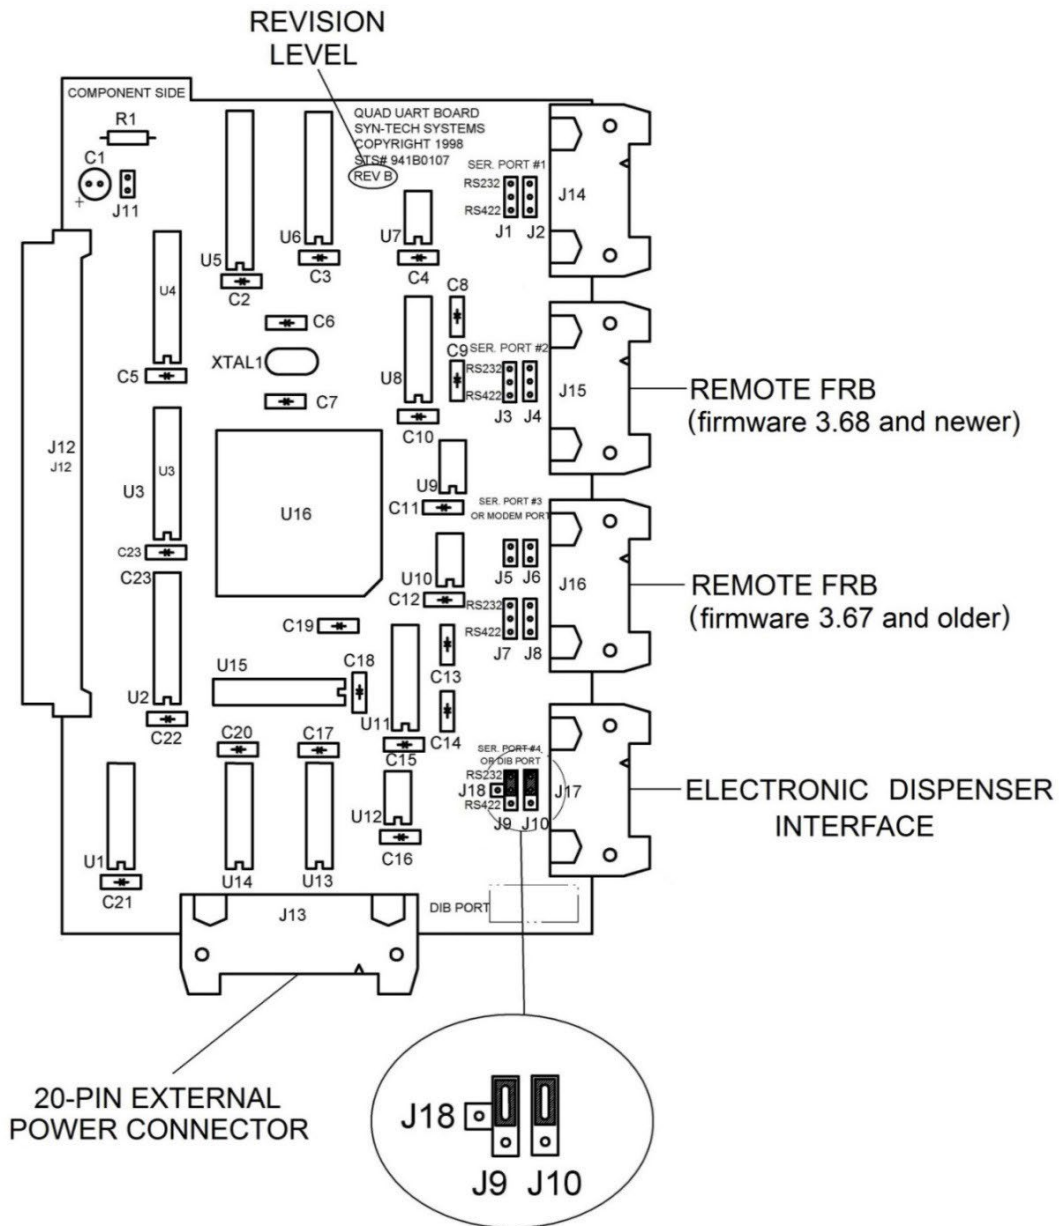 REVISION
LEVEL
COMPONENT SIDE
R1
C1
+
J11
QUAD UART BOARD
SYN-TECH SYSTEMS
COPYRIGHT 1998
STS# 941B0107
REV B
SER. PORT #1
RS232
RS422
J1 J2
J14
U5
C2
U6
C3
U7
C4
U4
C5
C6
XTAL1
C7
C8
C9
U8
C10
SER. PORT #2
RS232
RS422
J3 J4
J15
REMOTE FRB
(firmware 3.68 and newer)
J12
J12
U3
U3
C23
C23
U16
U9
C11
SER. PORT #3
OR MODEM PORT
J5 J6
U10
C12
RS232
RS422
J7 J8
J16
REMOTE FRB
(firmware 3.67 and older)
C19
U15
C18
C13
U2
C22
U11
C14
C20
C17
C15
SER. PORT #4
OR DIB PORT
RS232
J18
RS422
J9 J10
J17
ELECTRONIC DISPENSER
INTERFACE
U12
C16
U1
C21
U14
U13
J13
DIB PORT
20-PIN EXTERNAL
POWER CONNECTOR
J18
J9 J10